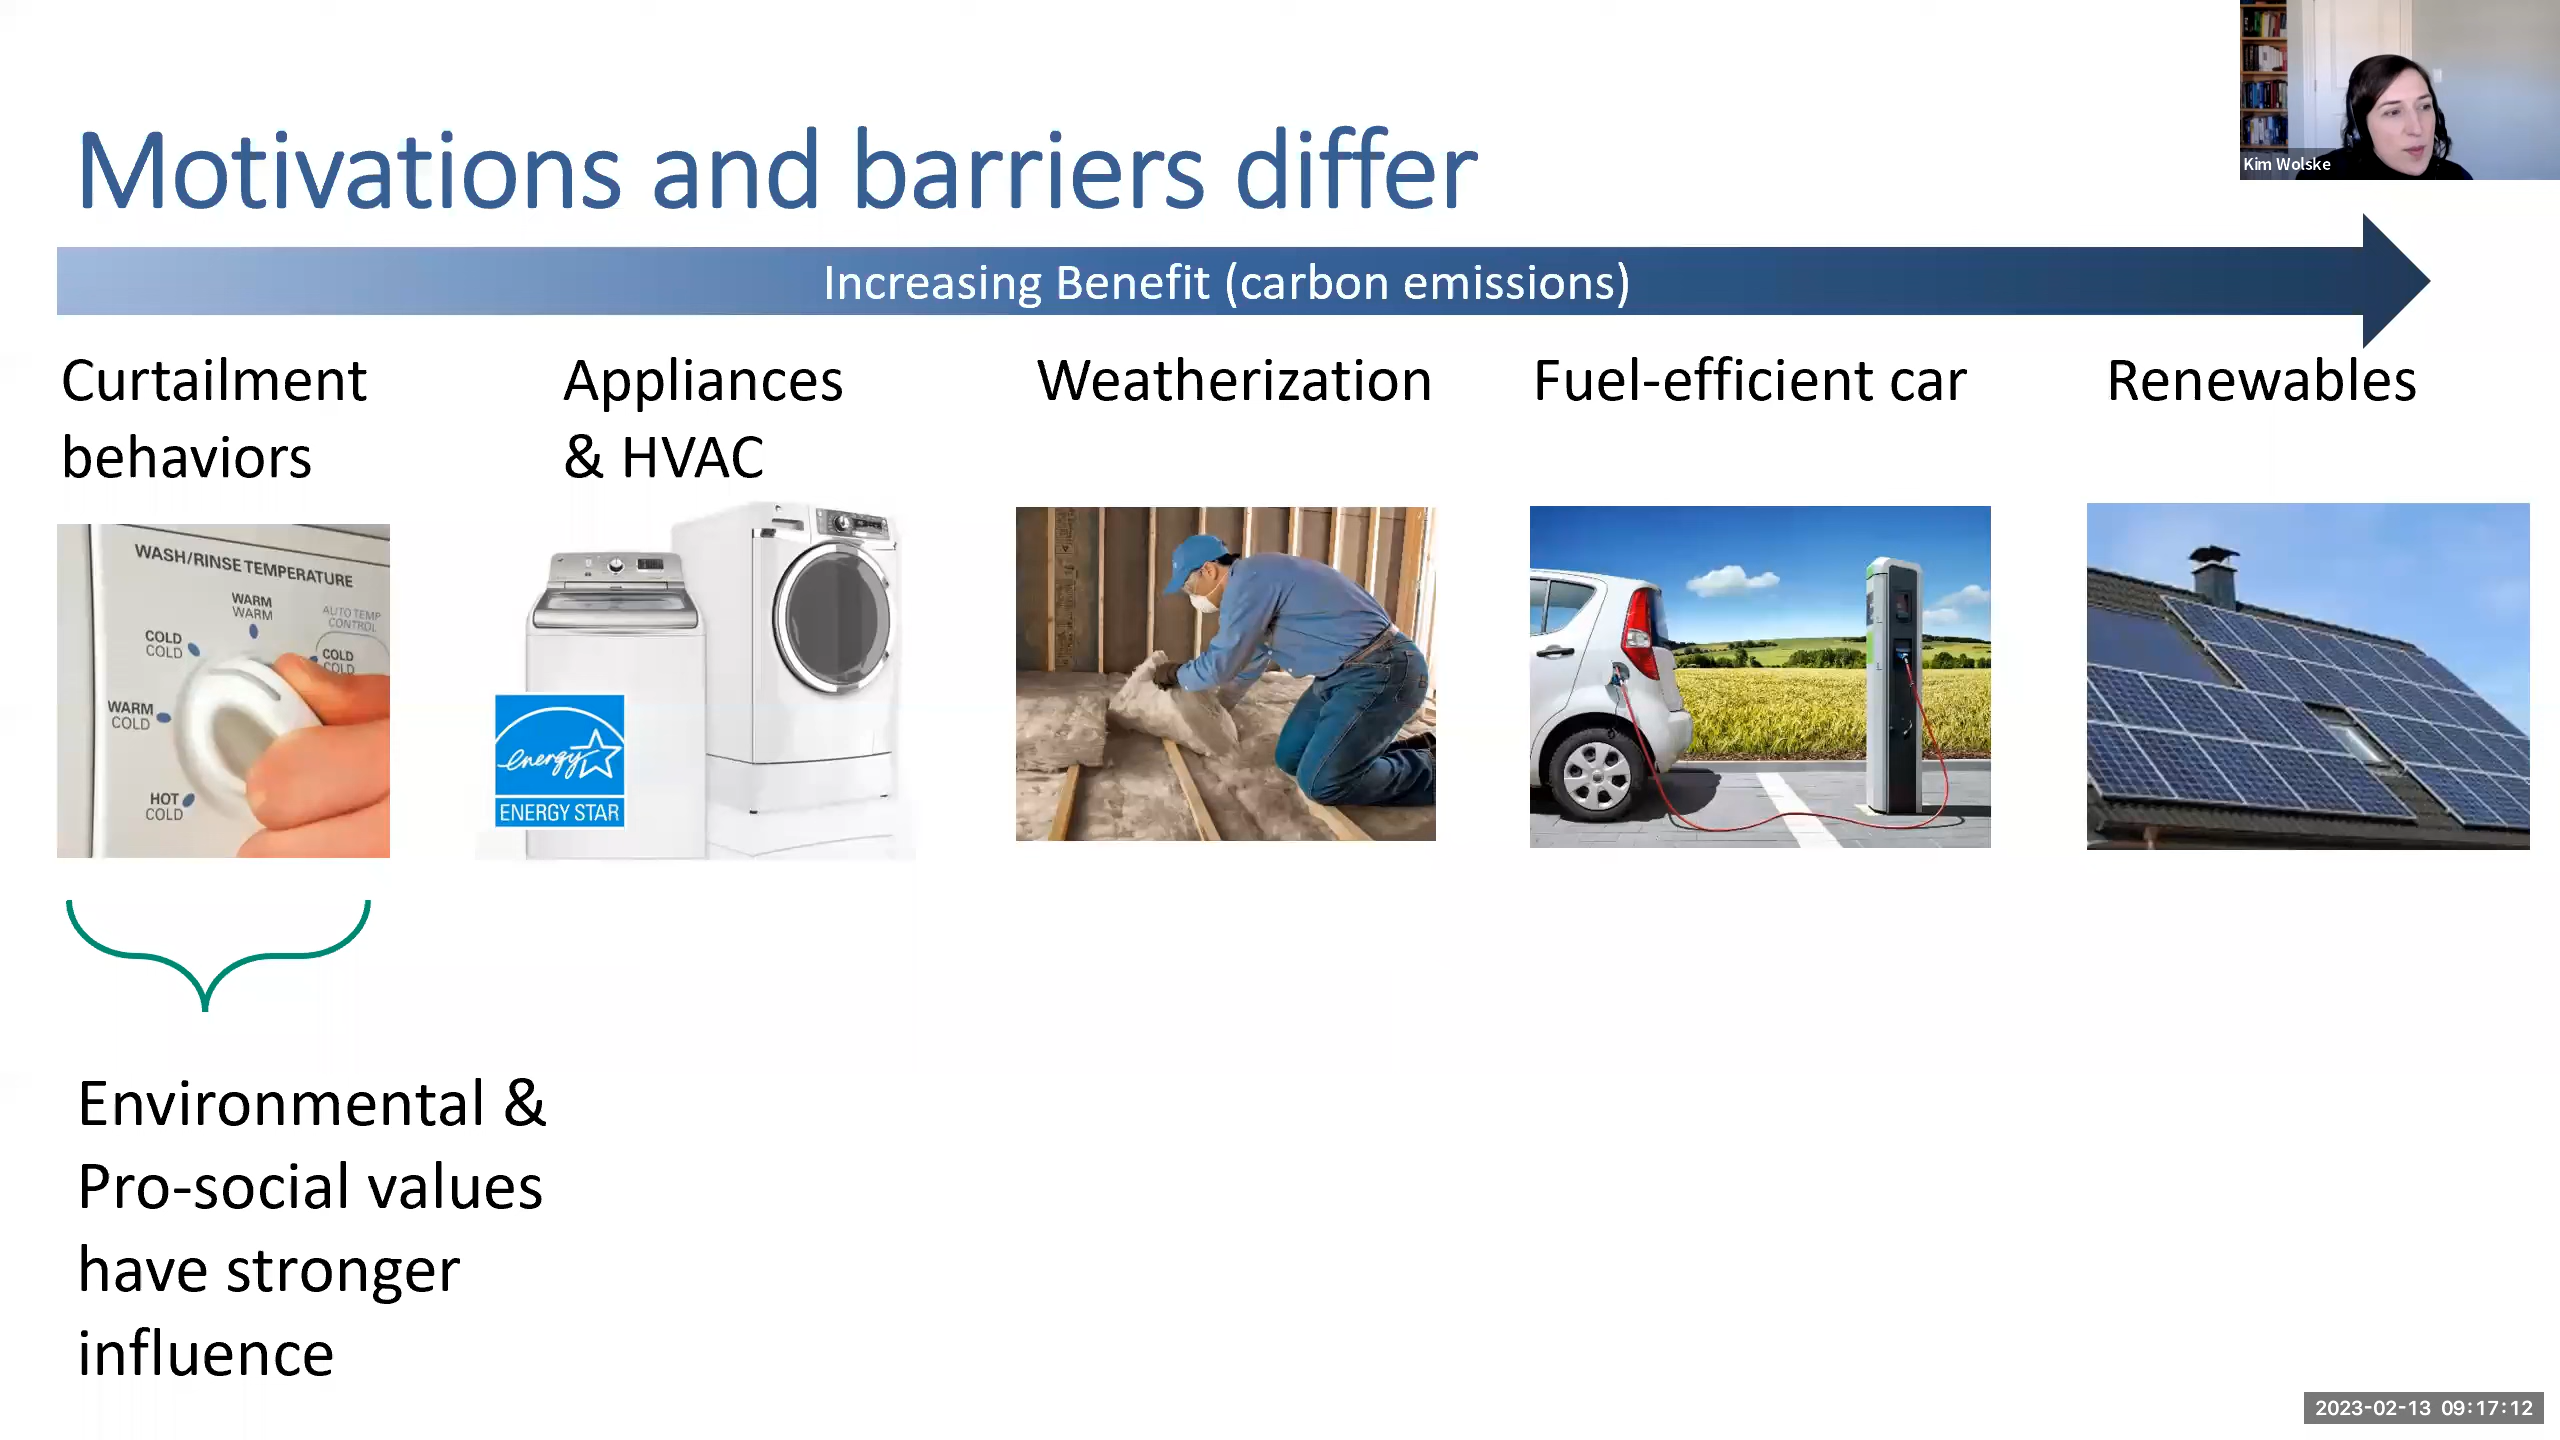 Kim Wolske
Motivations and barriers differ
Increasing Benefit (carbon emissions)
Curtailment
behaviors
Appliances
& HVAC
Weatherization
Fuel-efficient car
Renewables
WASH/RINSE TEMPERATURE
WARM
WARM
AUTO TEMP
CONTROL
COLD
COLD
COLD
COLD
WARM
COLD
HOT
COLD
energy
ENERGY STAR
Environmental &
Pro-social values
have stronger
influence
2023-02-13 09:17:12